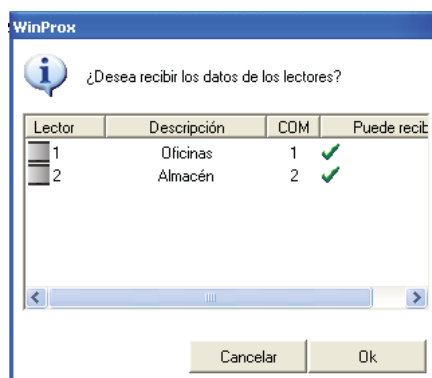 WinProx
¿Desea recibir los datos de los lectores?
Lector Descripción COM Puede recib
1 Oficinas 1
2 Almacén 2
Cancelar Ok